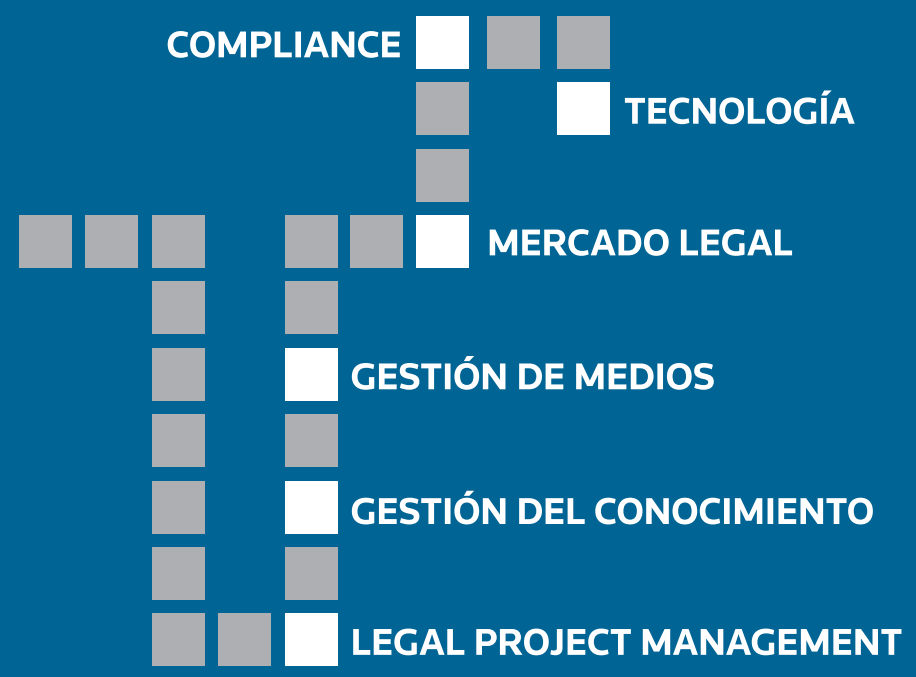 COMPLIANCE
TECNOLOGÍA
MERCADO LEGAL
GESTIÓN DE MEDIOS
GESTIÓN DEL CONOCIMIENTO
LEGAL PROJECT MANAGEMENT